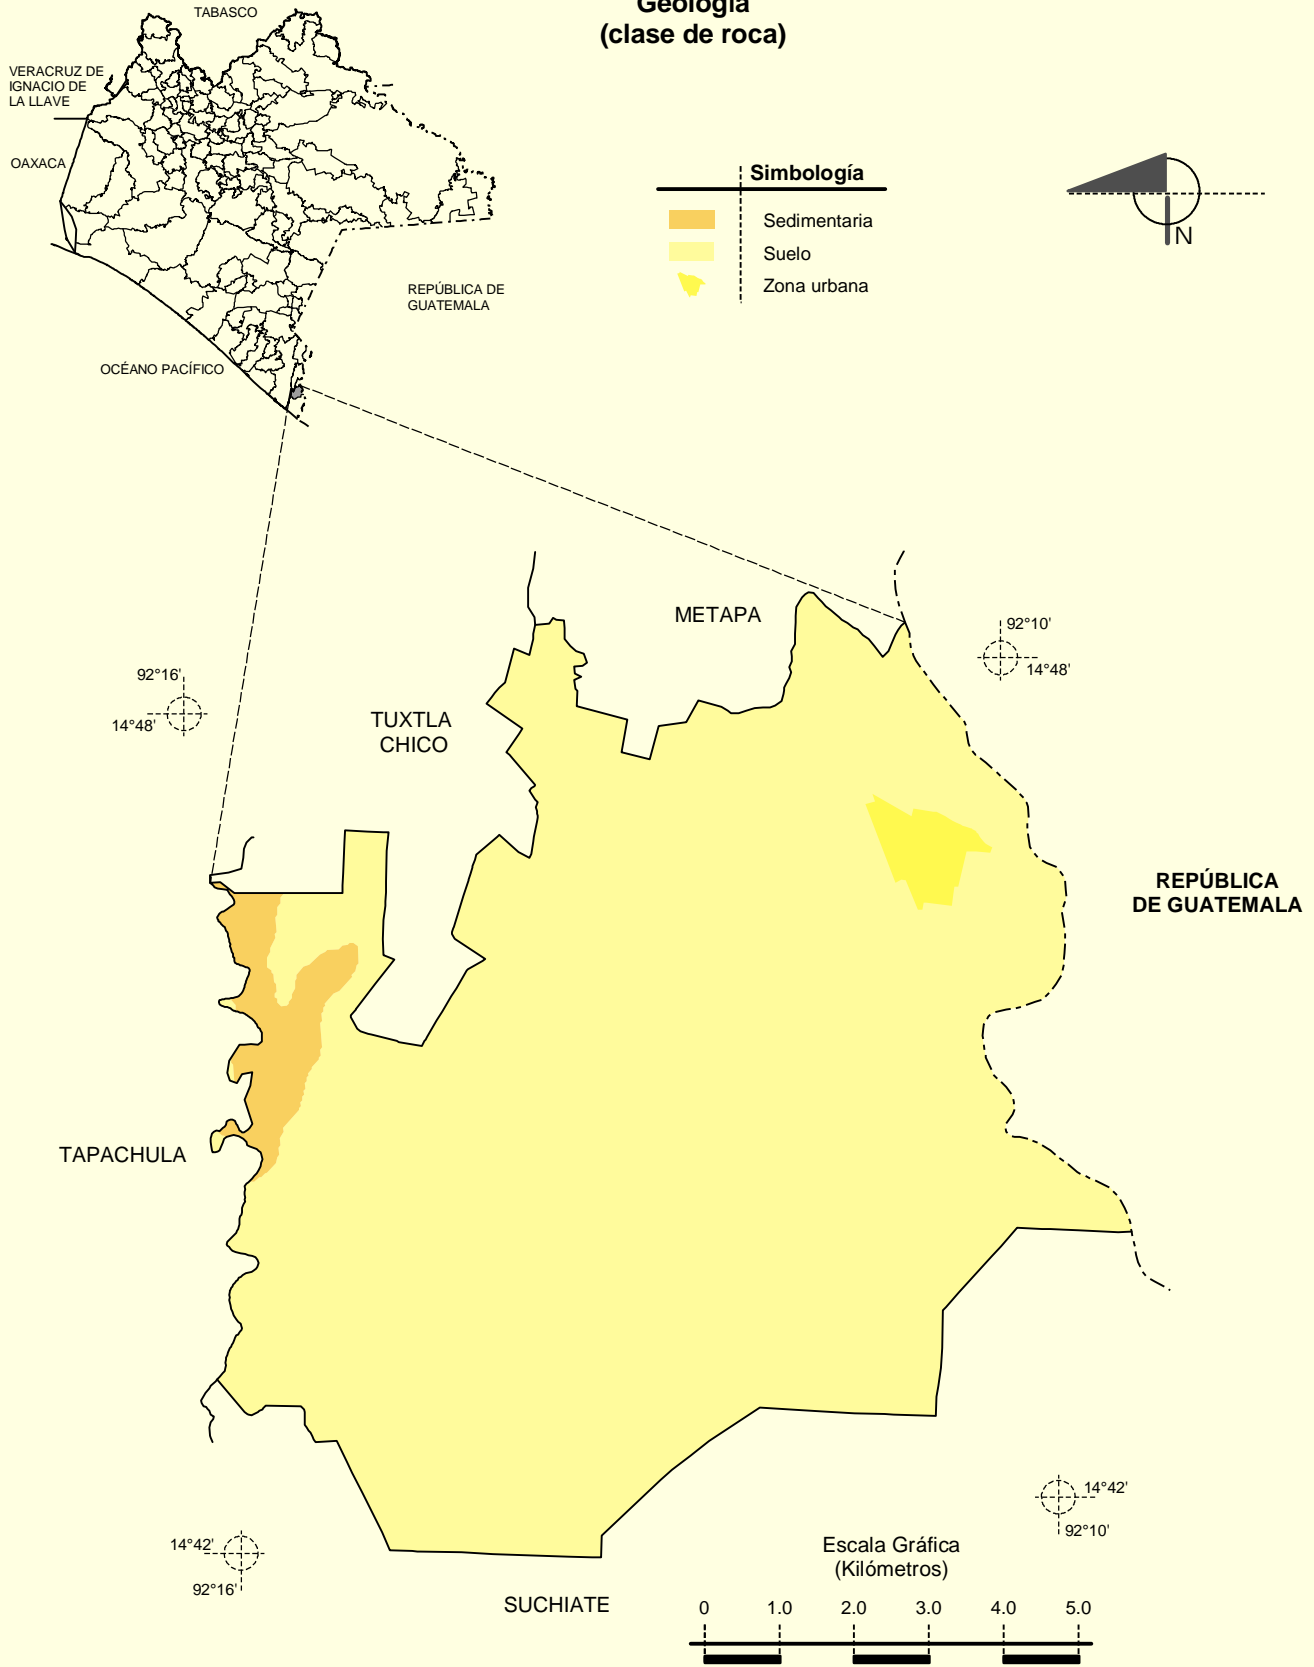 Geología
(clase de roca)
TABASCO
VERACRUZ DE
IGNACIO DE
LA LLAVE
OAXACA
REPÚBLICA DE
GUATEMALA
OCÉANO PACÍFICO
Simbología
Sedimentaria
Suelo
Zona urbana
N
METAPA
92°10'
14°48'
92°16'
14°48'
TUXTLA
CHICO
REPÚBLICA
DE GUATEMALA
TAPACHULA
14°42'
92°10'
14°42'
92°16'
SUCHIATE
Escala Gráfica
(Kilómetros)
0 1.0 2.0 3.0 4.0 5.0